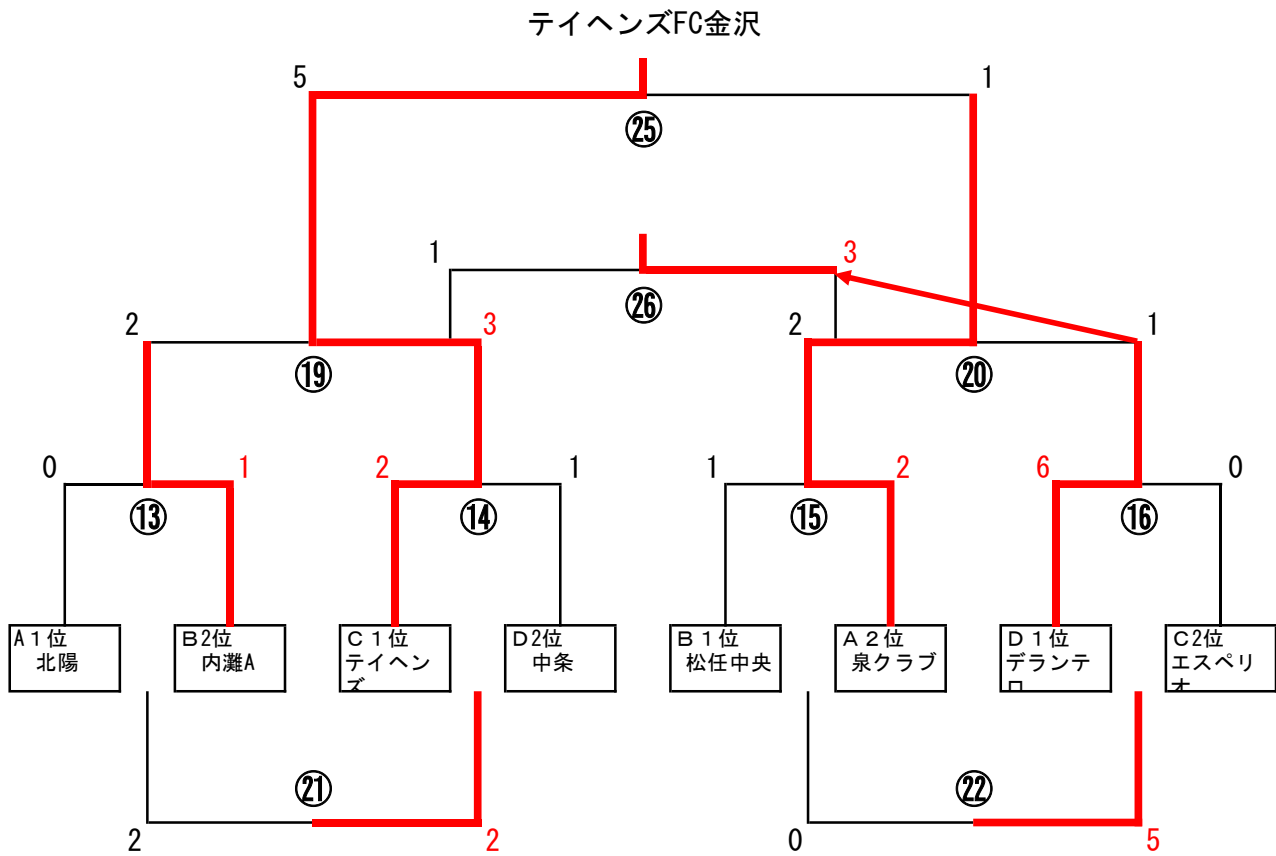 テイヘンズFC金沢
5
1
㉕
1
3
㉖
2
3
2
1
⑲
⑳
0
1
2
1
1
2
6
0
⑬
⑭
⑮
⑯
A１位
北陽
B2位
内灘A
C１位
テイヘン
ズ
D2位
中条
B１位
松任中央
A２位
泉クラブ
D１位
デランテ
ロ
C2位
エスペリ
オ
㉑
㉒
2
2
0
5